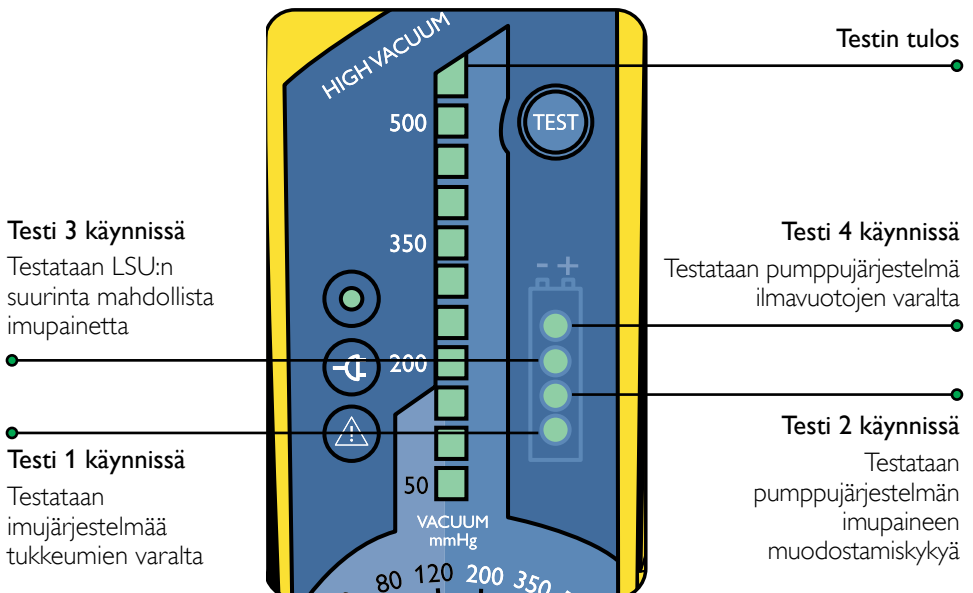 Testin tulos
HIGH VACUUM
500
TEST
350
Testi 3 käynnissä
Testataan LSU:n
suurinta mahdollista
imupainetta
Testi 4 käynnissä
Testataan pumppujärjestelmä
ilmavuotojen varalta
- +
200
Testi 1 käynnissä
Testataan
imujärjestelmää
tukkeumien varalta
Testi 2 käynnissä
Testataan
pumppujärjestelmän
imupaineen
muodostamiskykyä
50
VACUUM
mmHg
80 120 200 350